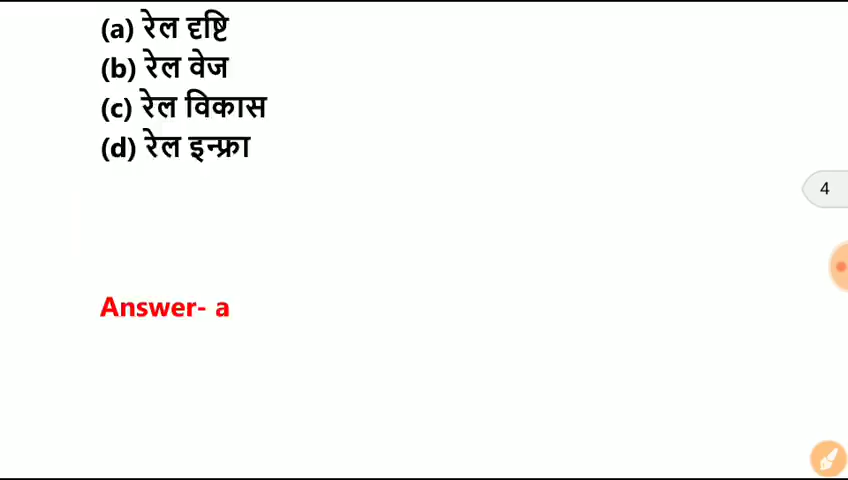 (a) रेल दृष्टि
(b) रेल वेज
(c) रेल विकास
(d) रेल इन्फ्रा
4
Answer- a